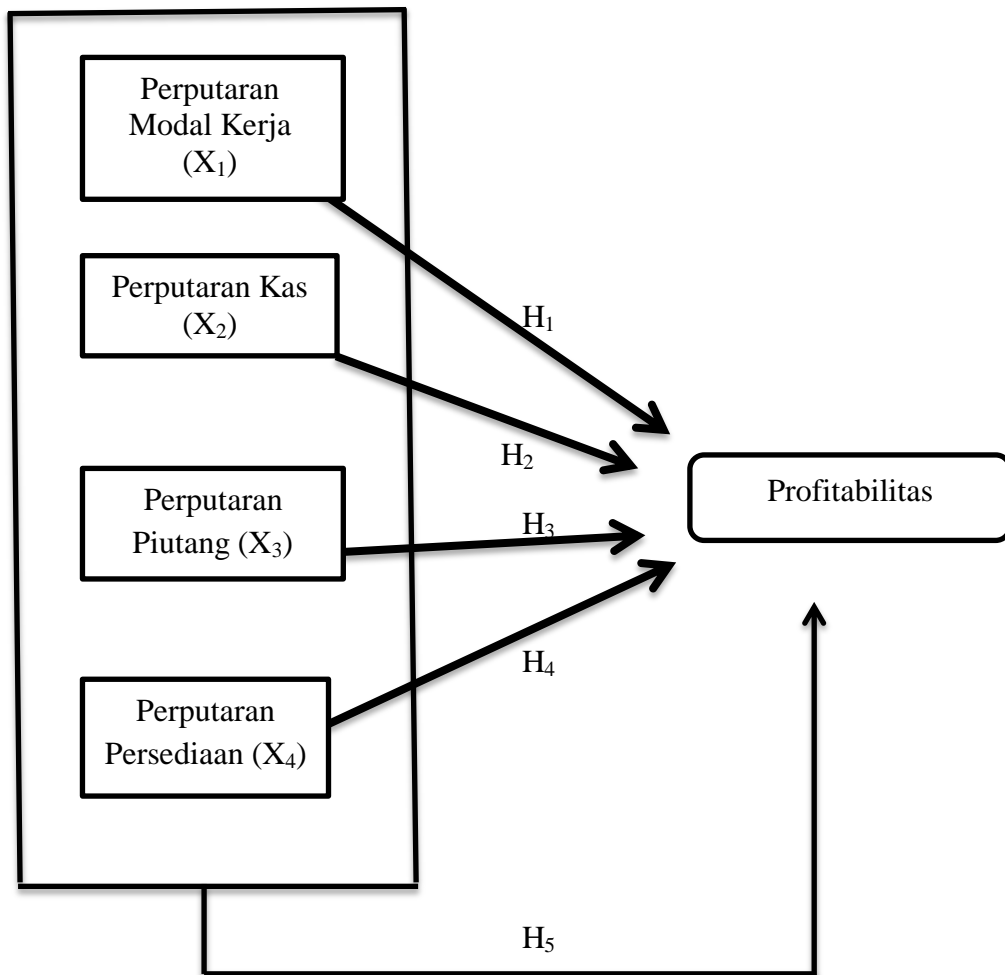 Perputaran
Modal Kerja
(X₁)
Perputaran Kas
(X₂)
H₁
H₂
Profitabilitas
Perputaran
Piutang (X₃)
H₃
H₄
Perputaran
Persediaan (X₄)
H₅